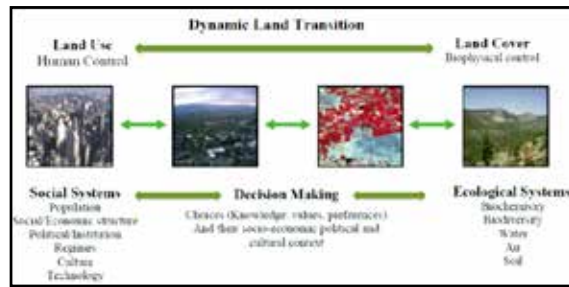 Dynamic Land Transition
Land Use
Human Control
Land Cover
Biophysical control
Social Systems
Population
Social/Economic structure
Political/Institution
Regimes
Culture
Technology
Decision Making
Choices (Knowledge, values, preferences)
And their socio-economic political and
cultural context
Ecological Systems
Biochemistry
Biodiversity
Water
Air
Soil